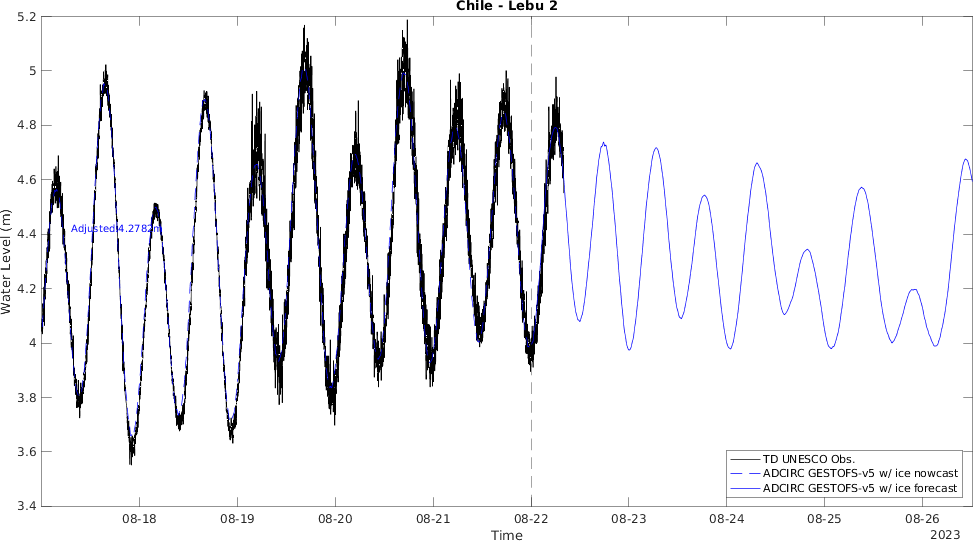 Chile - Lebu 2
5.2
5
4.8
4.6
4.4
4.2
4
3.8
3.6
3.4
Water Level (m)
Adjusted 4.2782m
TD UNESCO Obs.
ADCIRC GESTOFS-v5 w/ ice nowcast
ADCIRC GESTOFS-v5 w/ ice forecast
08-18
08-19
08-20
08-21
08-22
08-23
08-24
08-25
08-26
Time
2023